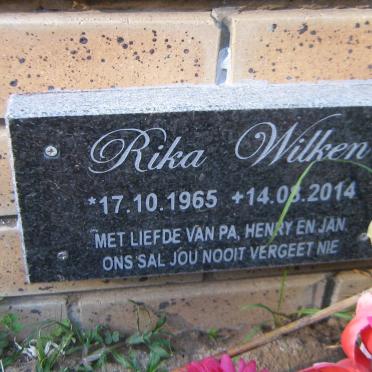 Rika Wilken
*17.10.1965 +14.08.2014
MET LIEFDE VAN PA, HENRY EN JAN.
ONS SAL JOU NOOIT VERGEET NIE